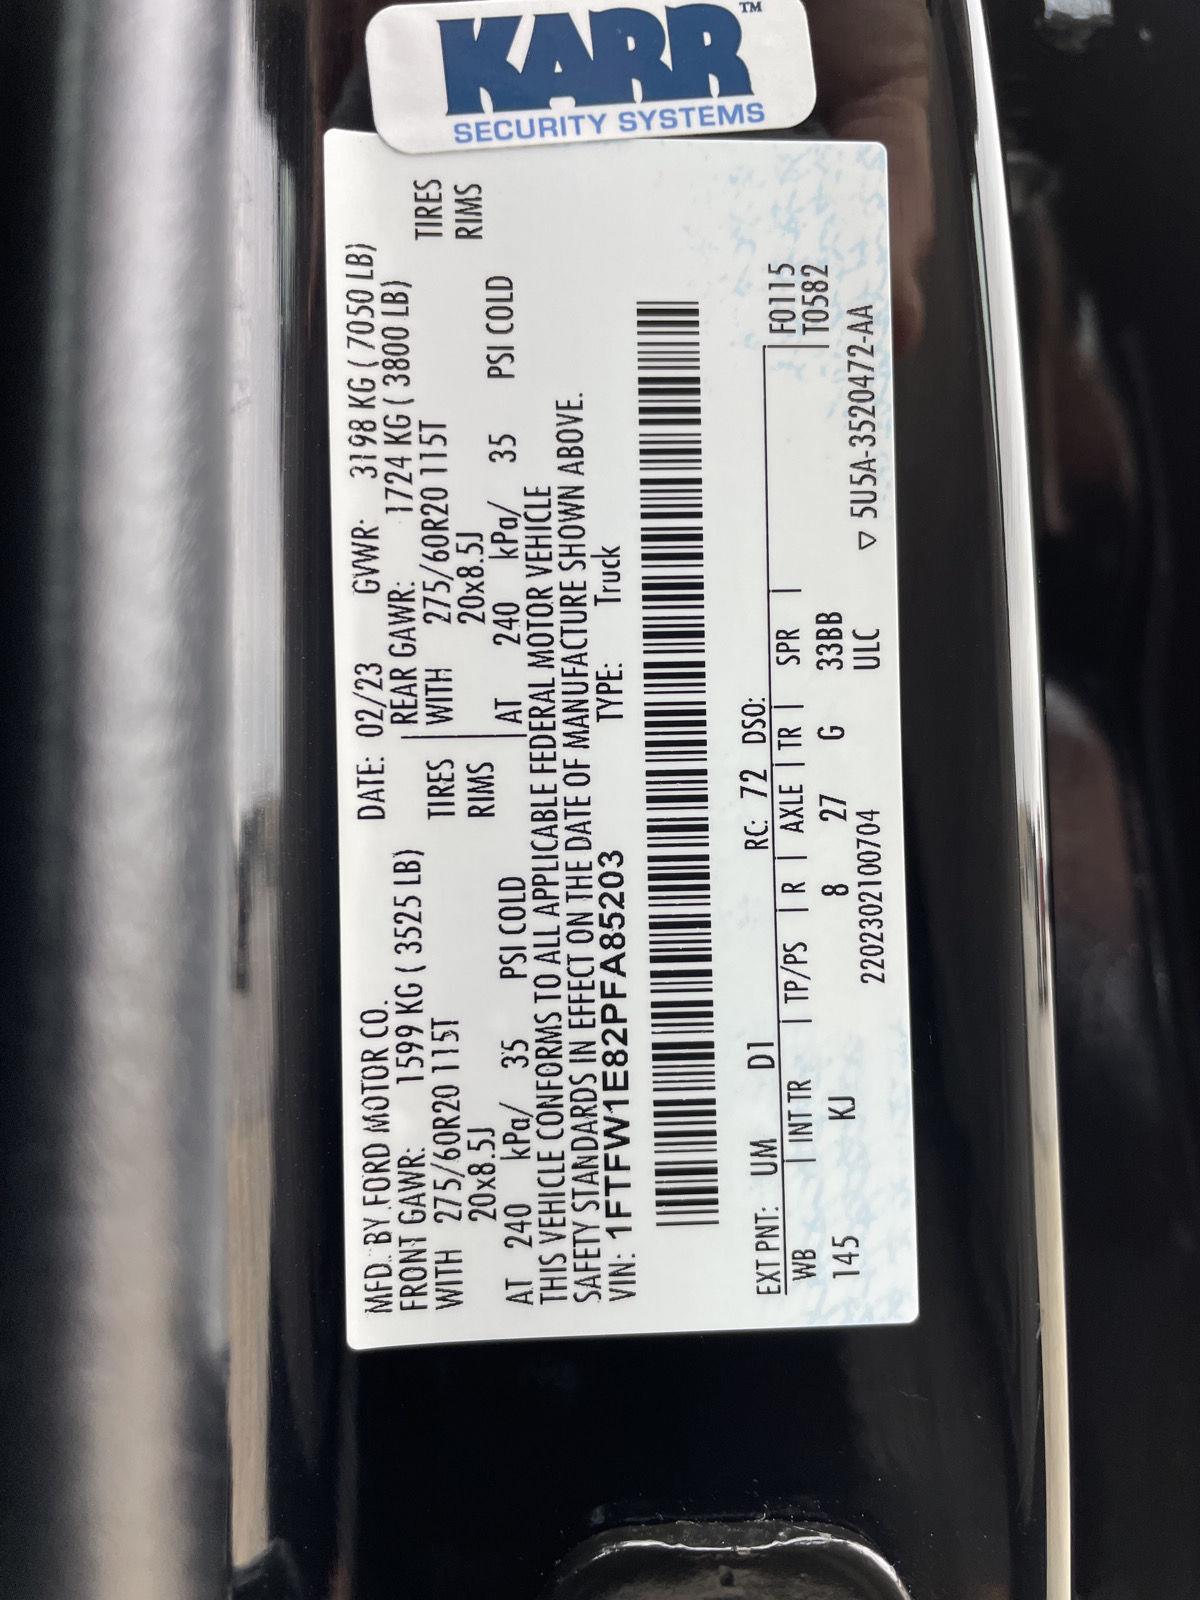 KARR™
SECURITY SYSTEMS
MFD. BY FORD MOTOR CO. DATE: 02/23 GVWR: 3198 KG ( 7050 LB)
FRONT GAWR: 1599 KG ( 3525 LB) REAR GAWR: 1724 KG ( 3800 LB)
WITH 275/60R20 115T TIRES WITH 275/60R20 115T TIRES
20x8.5J RIMS 20x8.5J RIMS
AT 240 kPa/ 35 PSI COLD AT 240 kPa/ 35 PSI COLD
THIS VEHICLE CONFORMS TO ALL APPLICABLE FEDERAL MOTOR VEHICLE
SAFETY STANDARDS IN EFFECT ON THE DATE OF MANUFACTURE SHOWN ABOVE.
VIN: 1FTFW1E82PFA85203 TYPE: Truck
EXT PNT: UM D1 RC: 72 DSO:
WB INT TR TP/PS R AXLE TR SPR F0115
145 KJ 8 27 G 33BB T0582
2202302100704 ULC ▽ 5U5A-3520472-AA